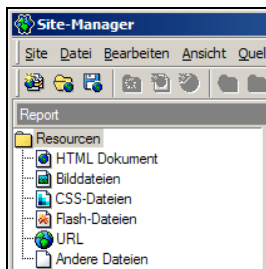 Site-Manager
Site Datei Bearbeiten Ansicht Quel
Report
Resourcen
HTML Dokument
Bilddateien
CSS-Dateien
Flash-Dateien
URL
Andere Dateien